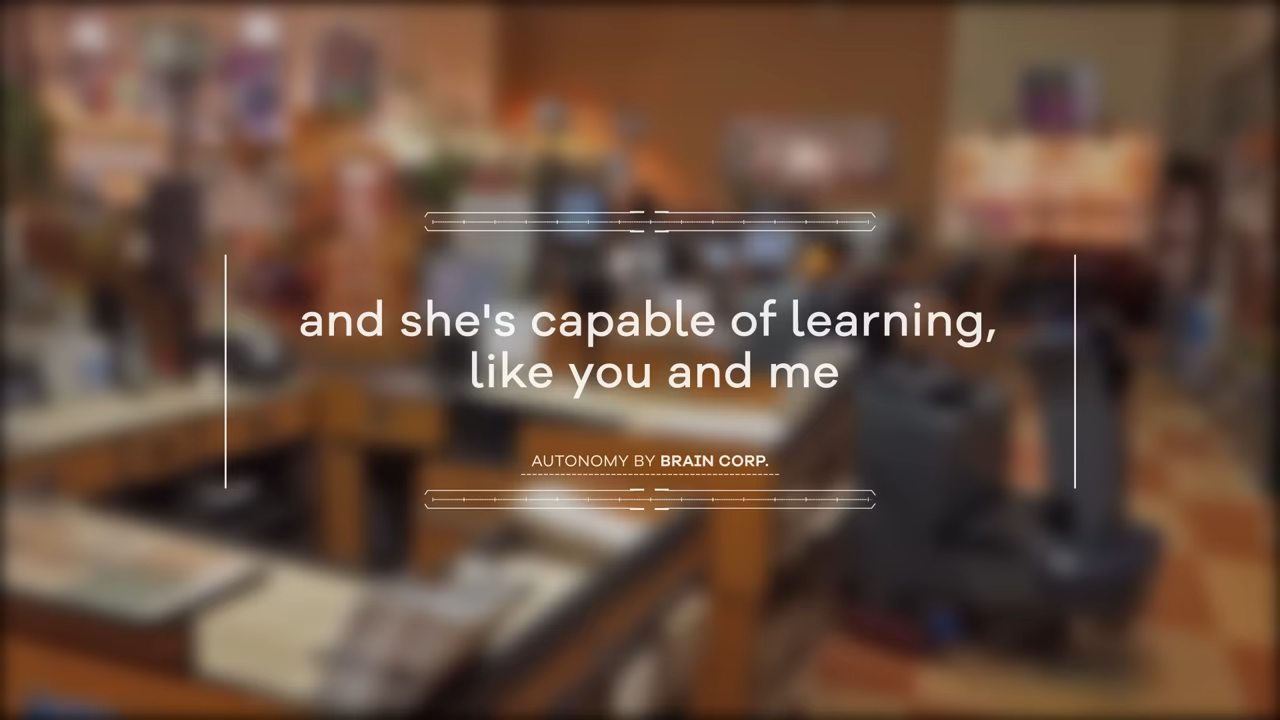 and she's capable of learning,
like you and me
AUTONOMY BY BRAIN CORP.